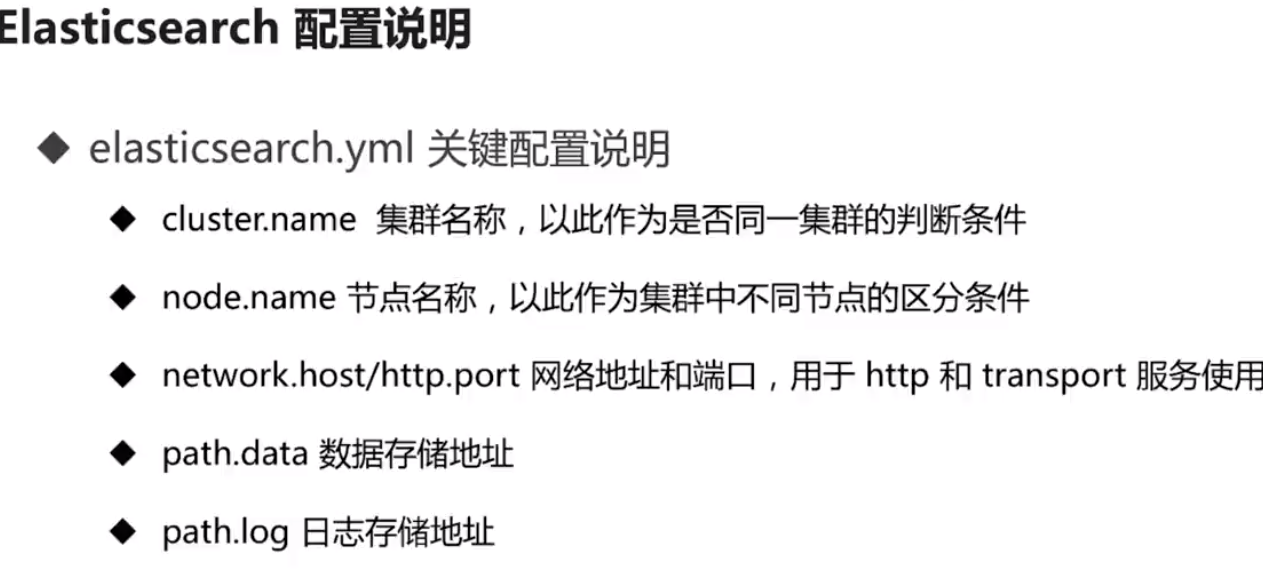 Elasticsearch 配置说明
elasticsearch.yml 关键配置说明
cluster.name 集群名称，以此作为是否同一集群的判断条件
node.name 节点名称，以此作为集群中不同节点的区分条件
network.host/http.port 网络地址和端口，用于 http 和 transport 服务使用
path.data 数据存储地址
path.log 日志存储地址